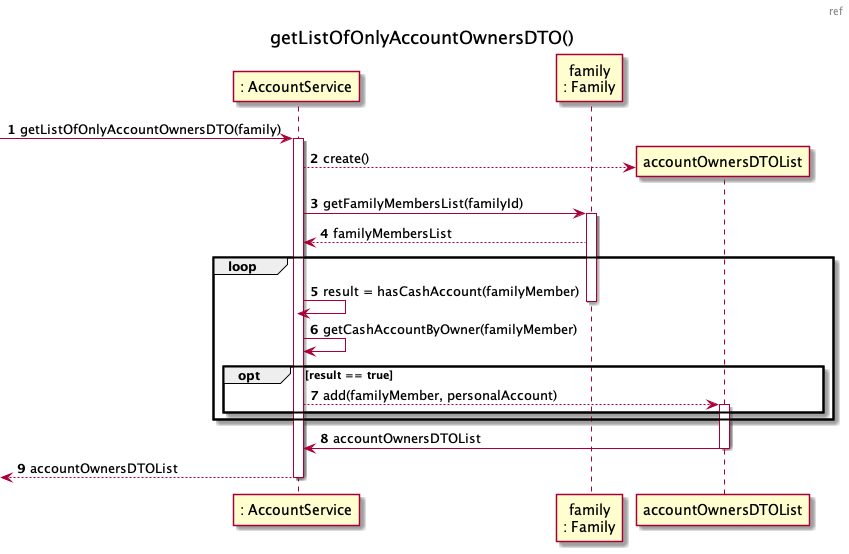 ref
getListOfOnlyAccountOwnersDTO()
: AccountService
family
: Family
1 getListOfOnlyAccountOwnersDTO(family)
2 create()
accountOwnersDTOList
3 getFamilyMembersList(familyId)
4 familyMembersList
loop
5 result = hasCashAccount(familyMember)
6 getCashAccountByOwner(familyMember)
opt [result == true]
7 add(familyMember, personalAccount)
8 accountOwnersDTOList
9 accountOwnersDTOList
: AccountService
family
: Family
accountOwnersDTOList